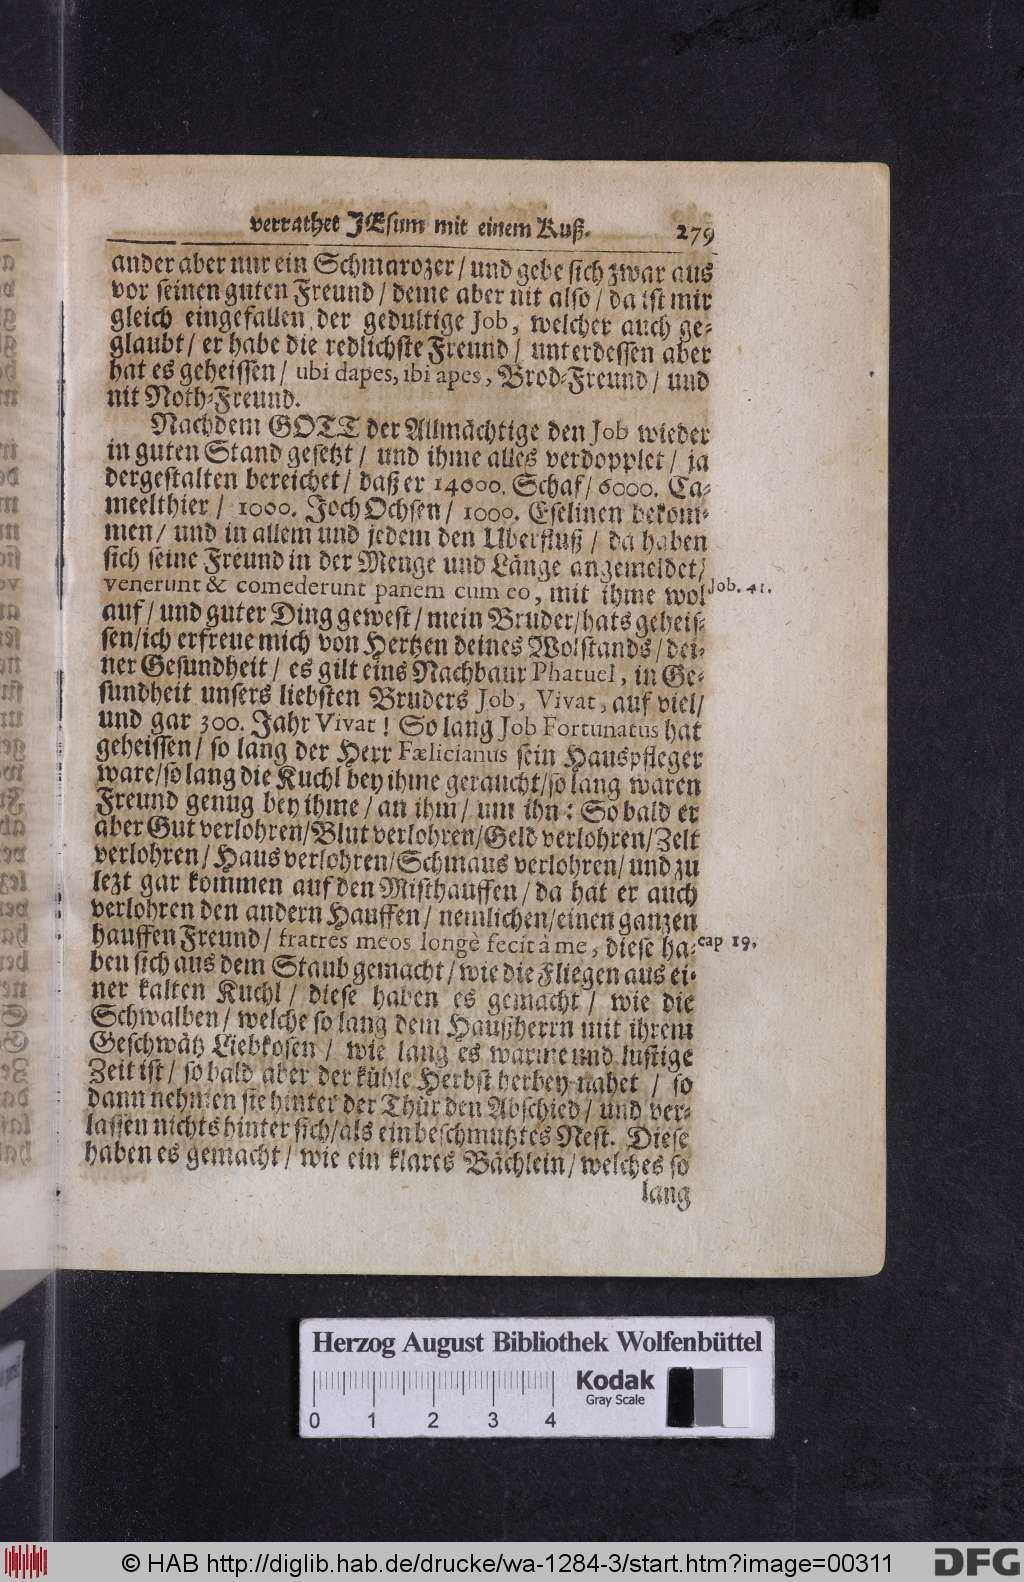 verrathet JEsum mit einem Kuß. 279
ander aber nur ein Schmarozer / und gebe sich zwar aus
vor seinen guten Freund / deme aber nit also / da ist mir
gleich eingefallen der gedultige Job, welcher auch ge-
glaubt / er habe die redlichste Freund / unterdessen aber
hat es geheissen / ubi dapes, ibi apes, Brod-Freund / und
nit Noth-Freund.
Nachdem GOTT der Allmächtige den Job wieder
in guten Stand gesetzt / und ihme alles verdopplet / ja
dergestalten bereichet / daß er 14000. Schaf / 6000. Ca-
meelthier / 1000. Joch Ochsen / 1000. Eselinen bekom-
men / und in allem und jedem den Uberfluß / da haben
sich seine Freund in der Menge und Länge angemeldet /
venerunt & comederunt panem cum eo, mit ihme wol
Job. 41.
auf / und guter Ding gewest / mein Bruder / hats geheis-
sen / ich erfreue mich von Hertzen deines Wolstands / dei-
ner Gesundheit / es gilt eins Nachbaur Phatuel, in Ge-
sundheit unsers liebsten Bruders Job, Vivat, auf viel /
und gar 300. Jahr Vivat! So lang Job Fortunatus hat
geheissen / so lang der Herr Fælicianus sein Hauspfleger
ware / so lang die Kuchl bey ihme geraucht / so lang waren
Freund genug bey ihme / an ihm / um ihn: So bald er
aber Gut verlohren / Blut verlohren / Geld verlohren / Zelt
verlohren / Haus verlohren / Schmaus verlohren / und zu
lezt gar kommen auf den Misthauffen / da hat er auch
verlohren den andern Hauffen / nemlichen / einen ganzen
hauffen Freund / fratres meos longè fecit à me, diese ha-
cap 19.
ben sich aus dem Staub gemacht / wie die Fliegen aus ei-
ner kalten Kuchl / diese haben es gemacht / wie die
Schwalben / welche so lang dem Haußherrn mit ihrem
Geschwätz Liebkosen / wie lang es warme und lustige
Zeit ist / so bald aber der kühle Herbst herbey nahet / so
dann nehmen sie hinter der Thür den Abschied / und ver-
lassen nichts hinter sich / als ein beschmutztes Nest. Diese
haben es gemacht / wie ein klares Bächlein / welches so
lang
Herzog August Bibliothek Wolfenbüttel
0 1 2 3 4
Kodak
Gray Scale
© HAB http://diglib.hab.de/drucke/wa-1284-3/start.htm?image=00311
DFG